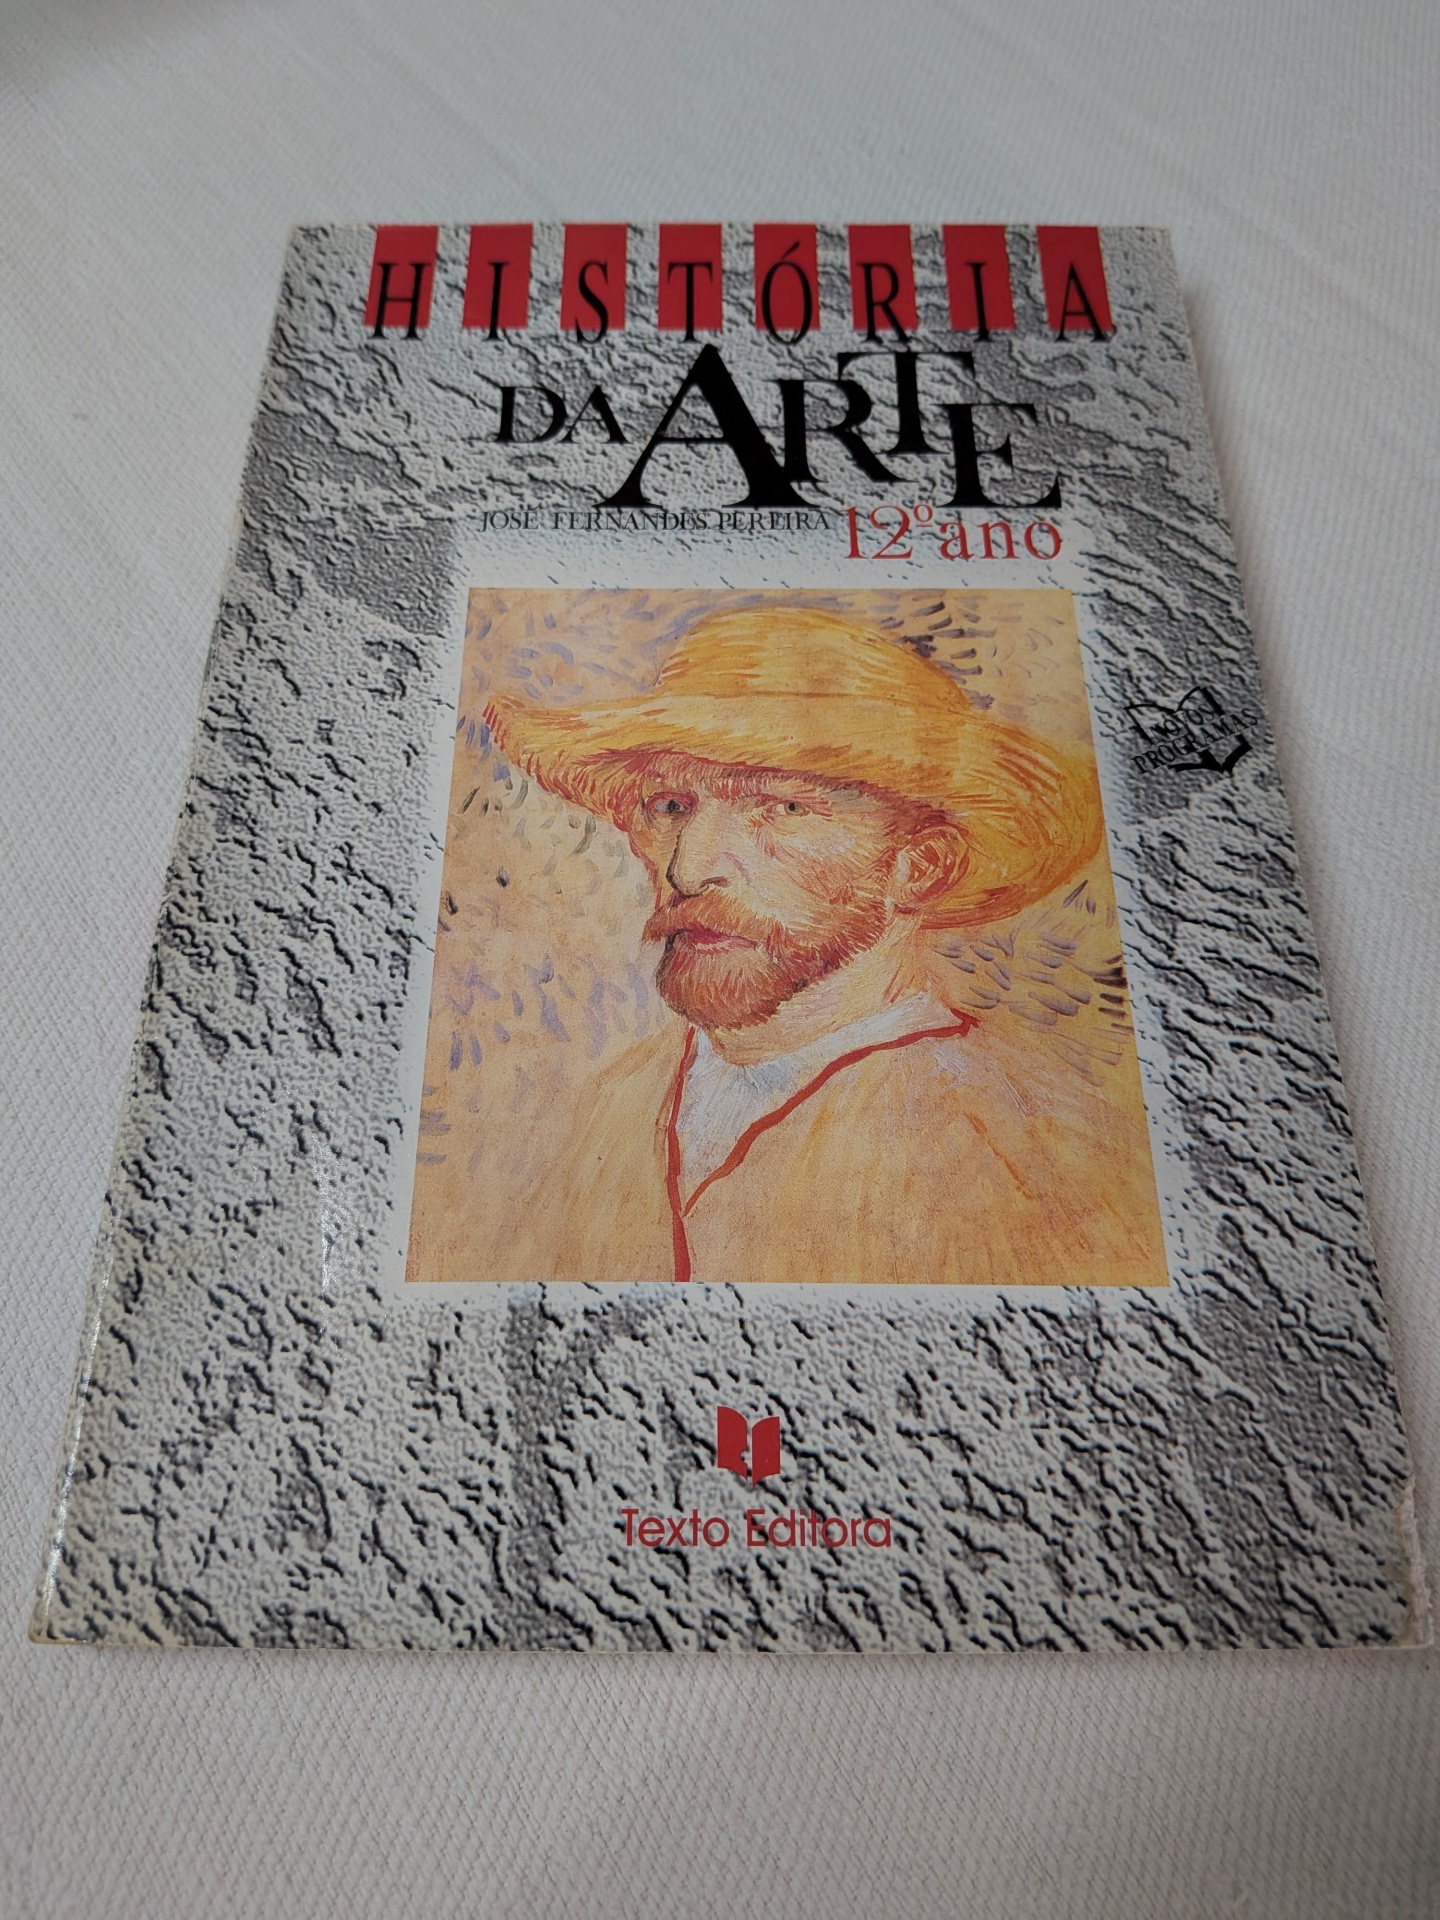 HISTÓRIA
DA ARTE
JOSÉ FERNANDES PEREIRA 12º ano
NOVOS
PROGRAMAS
Texto Editora